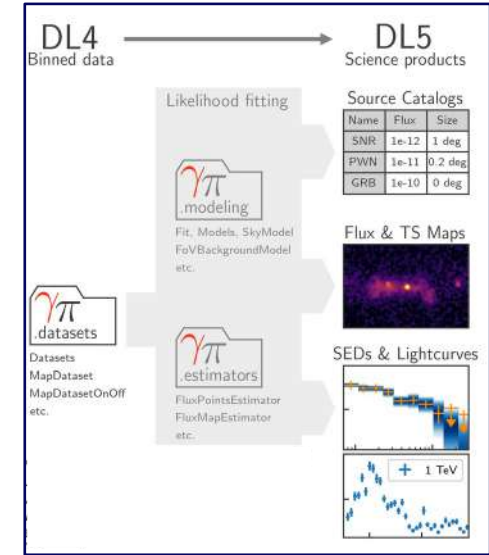 DL4
DL5
Binned data
Science products
Likelihood fitting
Source Catalogs
Name Flux Size
SNR 1e-12 1 deg
PWN 1e-11 0.2 deg
GRB 1e-10 0 deg
γπ
.modeling
Fit, Models, SkyModel
FoVBackgroundModel
etc.
Flux & TS Maps
γπ
.datasets
Datasets
MapDataset
MapDatasetOnOff
etc.
γπ
.estimators
FluxPointsEstimator
FluxMapEstimator
etc.
SEDs & Lightcurves
1 TeV